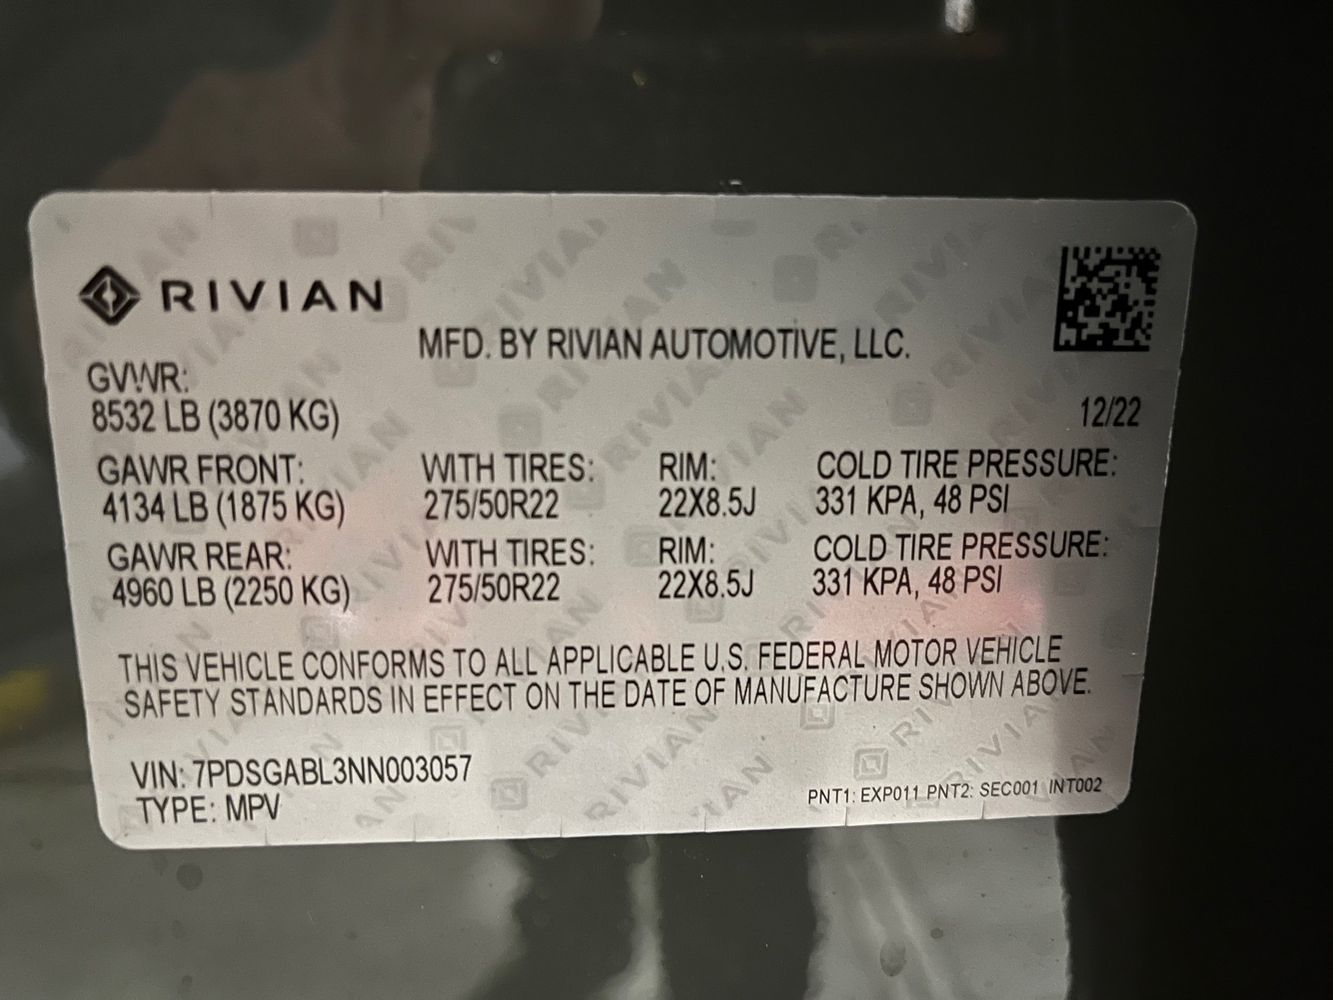 RIVIAN
MFD. BY RIVIAN AUTOMOTIVE, LLC.
GVWR:
8532 LB (3870 KG)
12/22
GAWR FRONT: WITH TIRES: RIM: COLD TIRE PRESSURE:
4134 LB (1875 KG) 275/50R22 22X8.5J 331 KPA, 48 PSI
GAWR REAR: WITH TIRES: RIM: COLD TIRE PRESSURE:
4960 LB (2250 KG) 275/50R22 22X8.5J 331 KPA, 48 PSI
THIS VEHICLE CONFORMS TO ALL APPLICABLE U.S. FEDERAL MOTOR VEHICLE
SAFETY STANDARDS IN EFFECT ON THE DATE OF MANUFACTURE SHOWN ABOVE.
VIN: 7PDSGABL3NN003057
TYPE: MPV
PNT1: EXP011 PNT2: SEC001 INT002